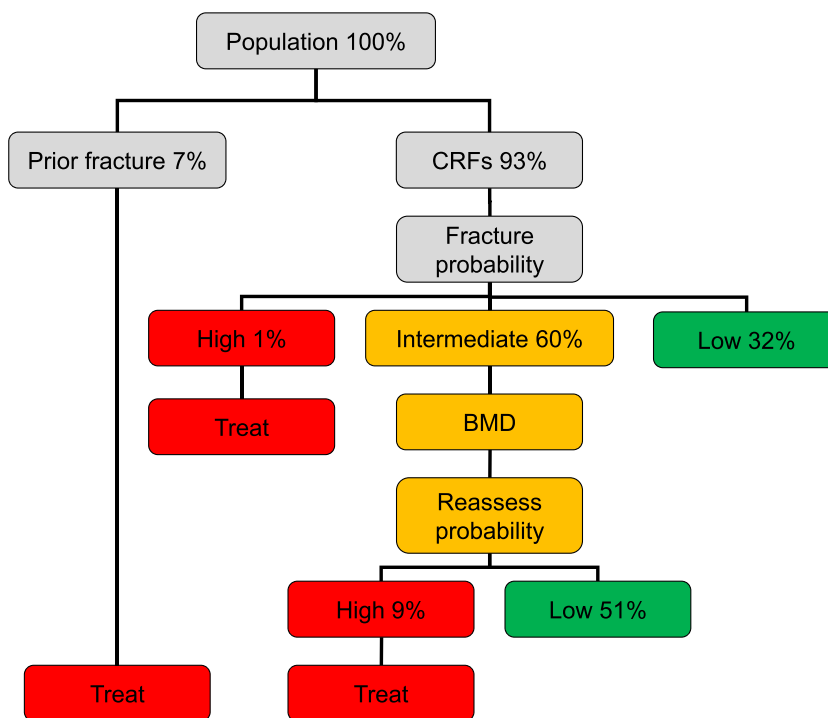 Population 100%
Prior fracture 7%
CRFs 93%
Fracture
probability
High 1%
Intermediate 60%
Low 32%
Treat
BMD
Reassess
probability
High 9%
Low 51%
Treat
Treat